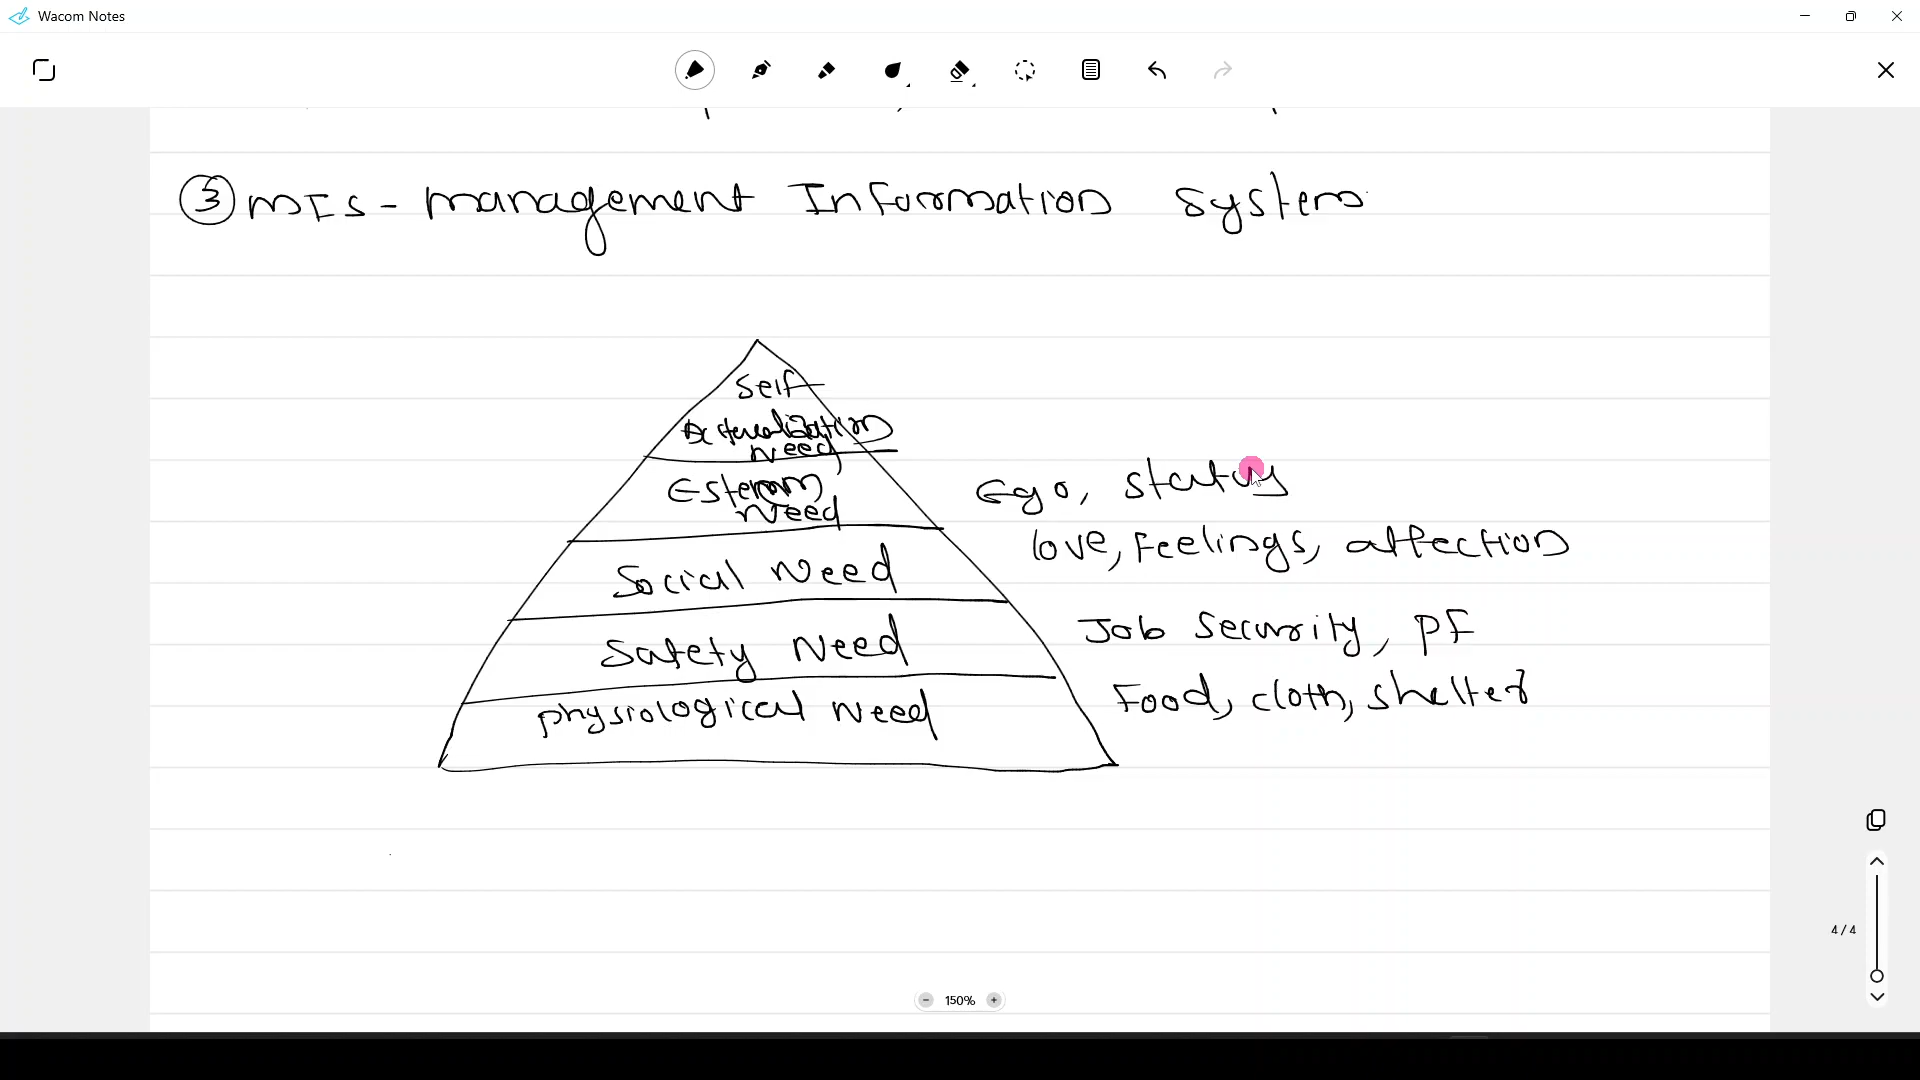 Wacom Notes
③ MIS - Management Information System
Self
Actualization
Need
Esteem
Need
Ego, status
Social Need
love, Feelings, affection
Safety Need
Job Security, PF
physiological Need
Food, cloth, shelter
4 / 4
150%